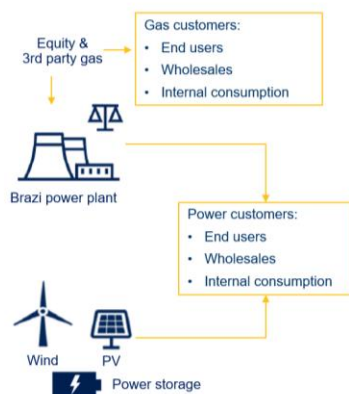 Equity &
3rd party gas
Gas customers:
• End users
• Wholesales
• Internal consumption
Brazi power plant
Power customers:
• End users
• Wholesales
• Internal consumption
Wind
PV
Power storage